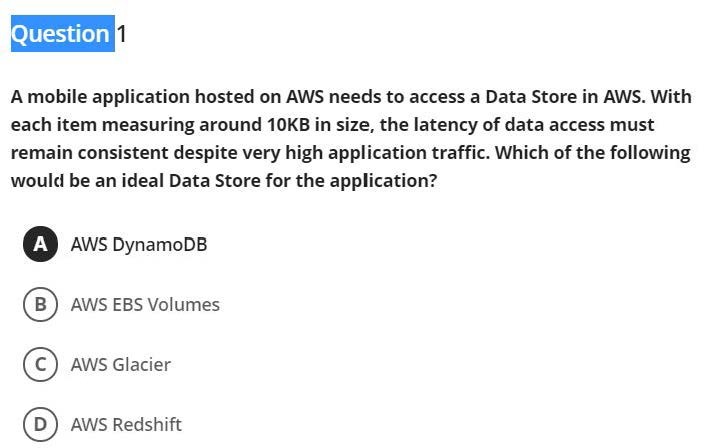 Question 1
A mobile application hosted on AWS needs to access a Data Store in AWS. With
each item measuring around 10KB in size, the latency of data access must
remain consistent despite very high application traffic. Which of the following
would be an ideal Data Store for the application?
A AWS DynamoDB
B AWS EBS Volumes
C AWS Glacier
D AWS Redshift